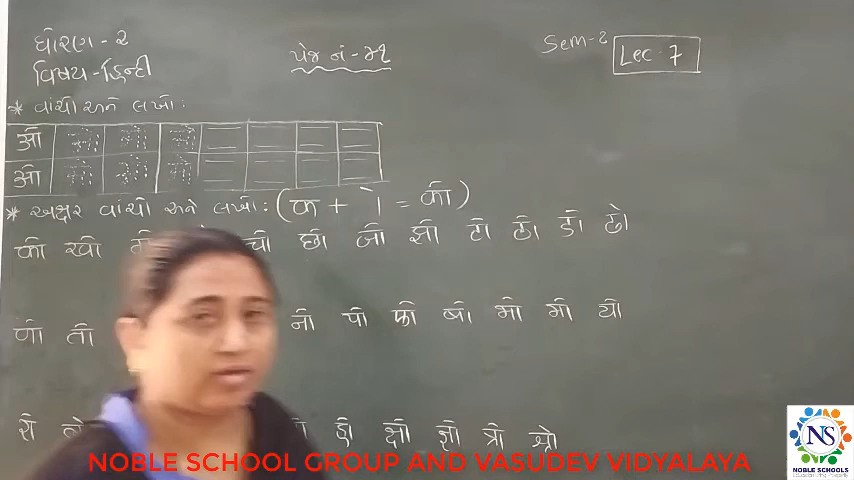 ધોરણ - ૨
વિષય - હિન્દી
પેજ નં - ૪૧
Sem - 2
Lec - 7
* વાંચો અને લખો:
ओ
ओ
* અક્ષર વાંચો અને લખો: (क + ो = को)
को खो चो छो जो झो टो ठो डो ढो
णो तो नो पो फो बो भो मो यो
रो लो क्षो ज्ञो त्रो श्रो
NOBLE SCHOOL GROUP AND VASUDEV VIDYALAYA
NS
NOBLE SCHOOLS